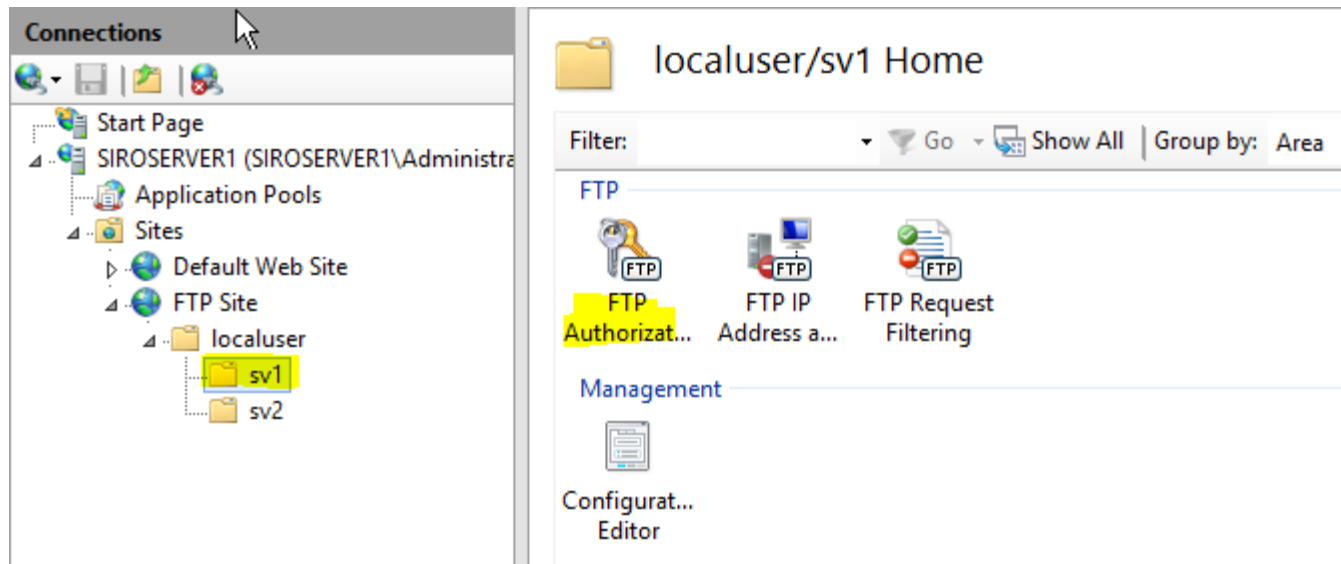 Connections
Start Page
SIROSERVER1 (SIROSERVER1\Administra
Application Pools
Sites
Default Web Site
FTP Site
localuser
sv1
sv2
localuser/sv1 Home
Filter: Go Show All Group by: Area
FTP
FTP FTP FTP
FTP FTP IP FTP Request
Authorizat... Address a... Filtering
Management
Configurat...
Editor